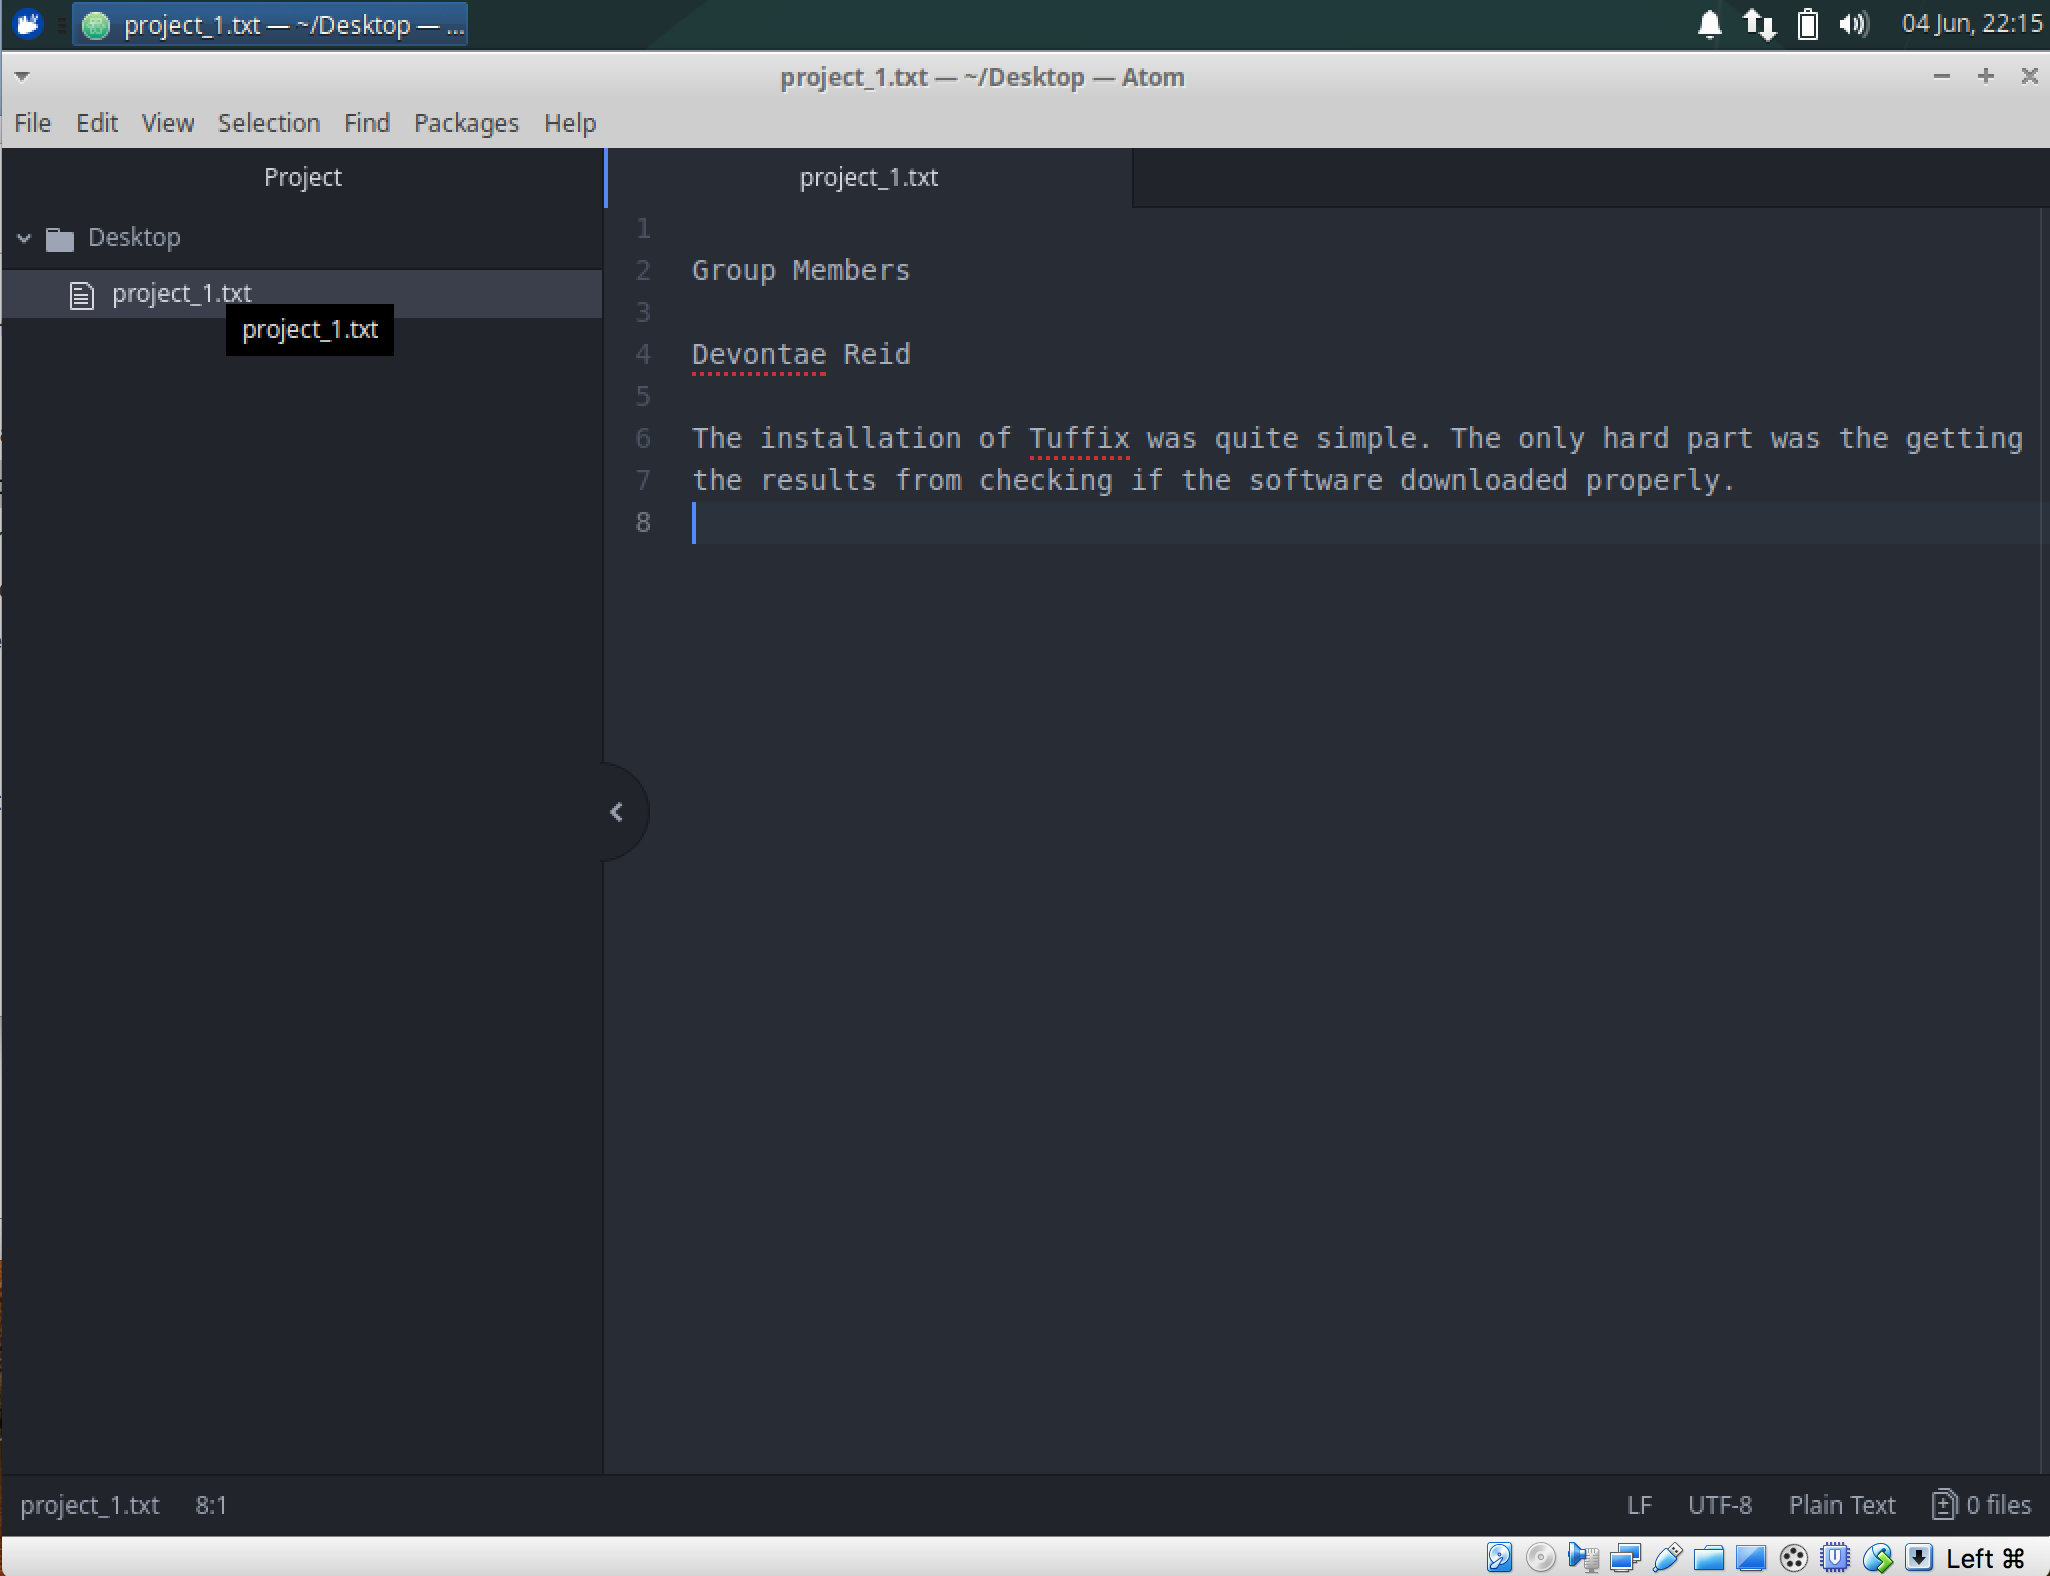 project_1.txt — ~/Desktop — ...
04 Jun, 22:15
project_1.txt — ~/Desktop — Atom
File Edit View Selection Find Packages Help
Project
project_1.txt
Desktop
project_1.txt
project_1.txt
1
2 Group Members
3
4 Devontae Reid
5
6 The installation of Tuffix was quite simple. The only hard part was the getting
7 the results from checking if the software downloaded properly.
8
project_1.txt 8:1
LF UTF-8 Plain Text 0 files
Left ⌘